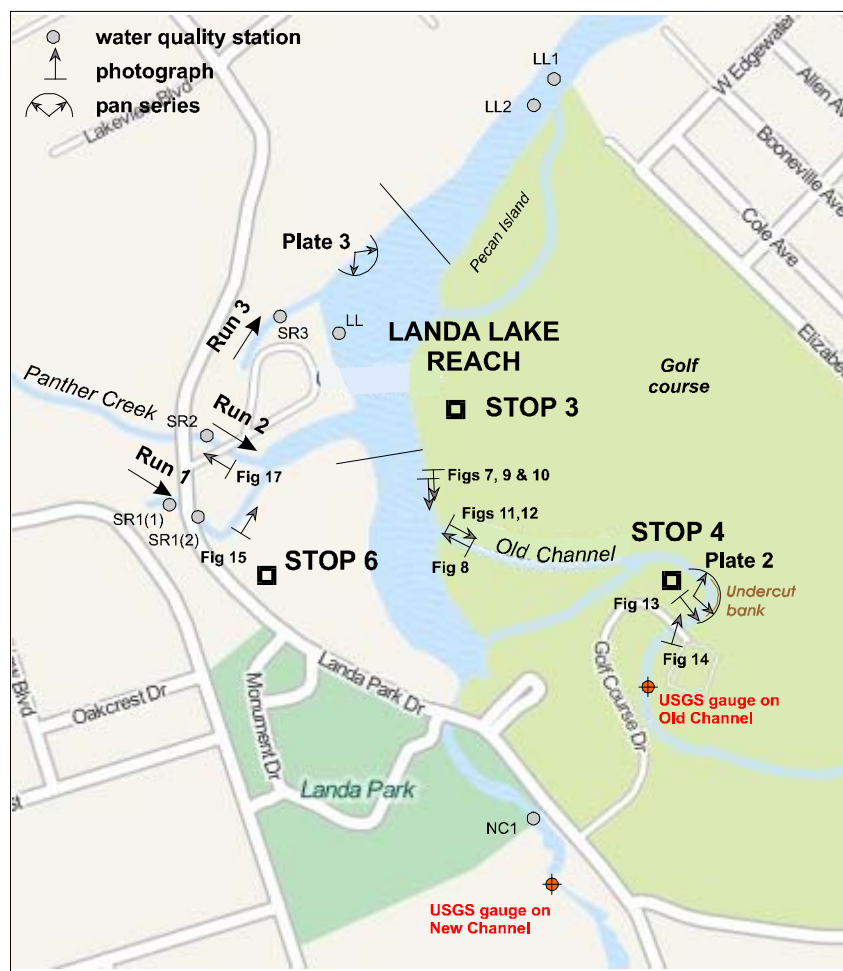 water quality station
photograph
pan series
Lakeview Blvd
LL1
LL2
W Edgewater
Allen Av
Booneville Ave
Cole Ave
Elizabe
Pecan Island
Plate 3
Run 3
SR3
LL
LANDA LAKE
REACH
Golf
course
STOP 3
Panther Creek
SR2
Run 2
Run 1
Fig 17
SR1(1)
SR1(2)
Fig 15
STOP 6
Figs 7, 9 & 10
Figs 11,12
Old Channel
Fig 8
STOP 4
Plate 2
Undercut
bank
Fig 13
Fig 14
Golf Course Dr
USGS gauge on
Old Channel
Oakcrest Dr
Monument Dr
Landa Park Dr
Landa Park
NC1
USGS gauge on
New Channel